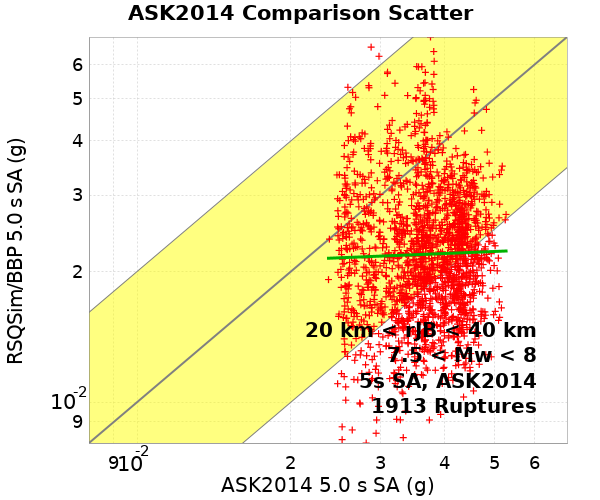 ASK2014 Comparison Scatter
RSQSim/BBP 5.0 s SA (g)
6
5
4
3
2
10-2
9
20 km < rJB < 40 km
7.5 < Mw < 8
5s SA, ASK2014
1913 Ruptures
9 10-2 2 3 4 5 6
ASK2014 5.0 s SA (g)